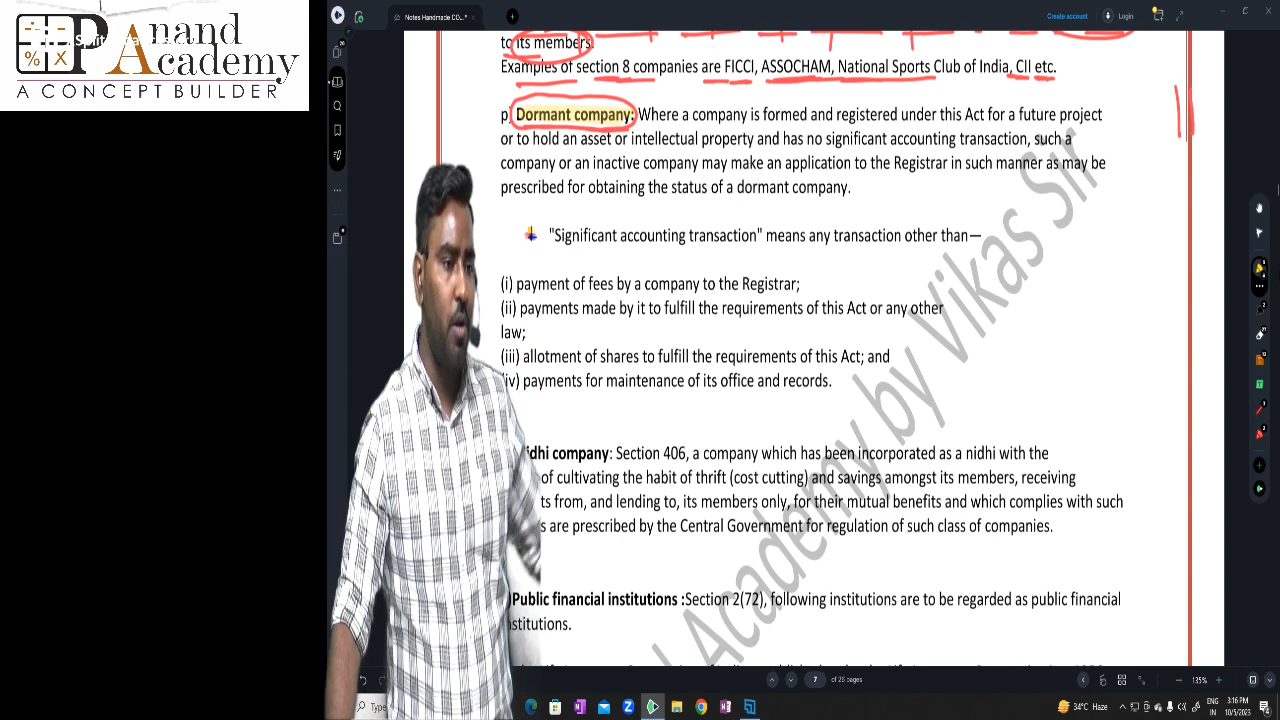 Anand
Academy
A CONCEPT BUILDER
% X
Notes Handmade CO...*
Create account
Login
to its members.
Examples of section 8 companies are FICCI, ASSOCHAM, National Sports Club of India, CII etc.
p) Dormant company: Where a company is formed and registered under this Act for a future project
or to hold an asset or intellectual property and has no significant accounting transaction, such a
company or an inactive company may make an application to the Registrar in such manner as may be
prescribed for obtaining the status of a dormant company.
"Significant accounting transaction" means any transaction other than—
(i) payment of fees by a company to the Registrar;
(ii) payments made by it to fulfill the requirements of this Act or any other
law;
(iii) allotment of shares to fulfill the requirements of this Act; and
(iv) payments for maintenance of its office and records.
idhi company: Section 406, a company which has been incorporated as a nidhi with the
of cultivating the habit of thrift (cost cutting) and savings amongst its members, receiving
ts from, and lending to, its members only, for their mutual benefits and which complies with such
s are prescribed by the Central Government for regulation of such class of companies.
Public financial institutions :Section 2(72), following institutions are to be regarded as public financial
nstitutions.
Academy by Vikas Sir
7 of 26 pages
135%
Type
34°C Haze
ENG
IN
3:16 PM
10/5/2023